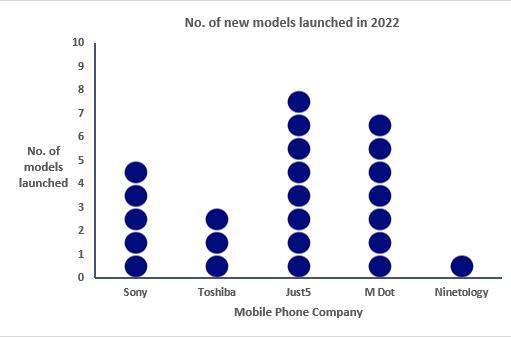 No. of new models launched in 2022
10
9
8
7
6
5
4
3
2
1
0
No. of
models
launched
Sony Toshiba Just5 M Dot Ninetology
Mobile Phone Company